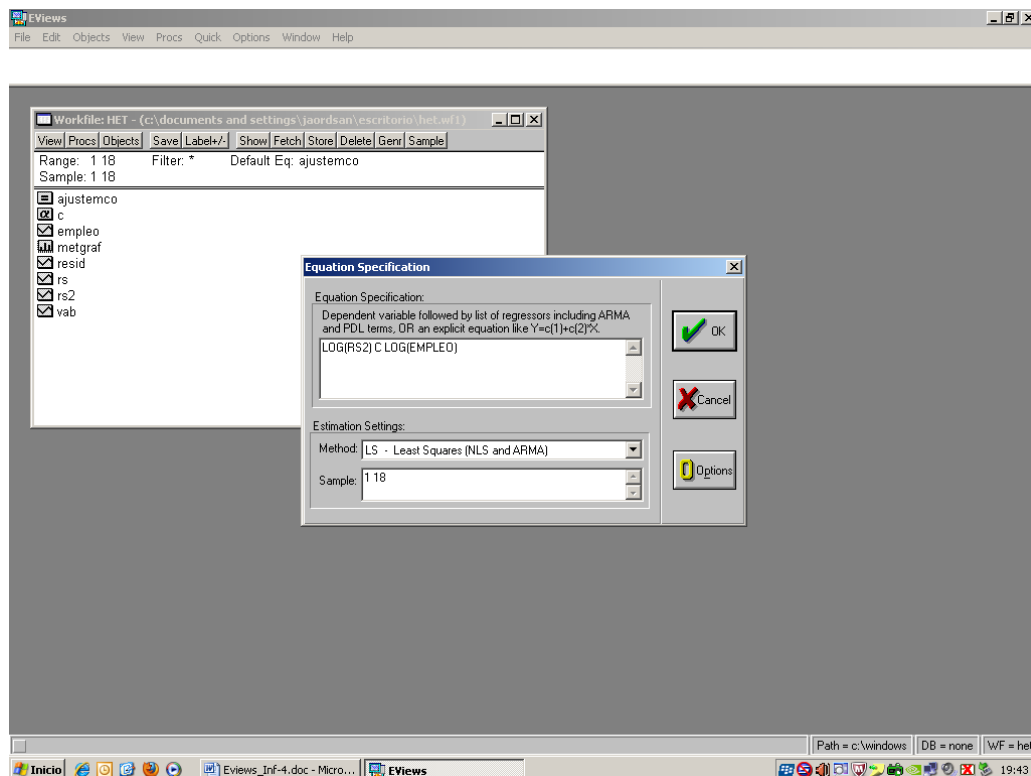 EViews
File Edit Objects View Procs Quick Options Window Help
Workfile: HET - (c:\documents and settings\jaordsan\escritorio\het.wf1)
View Procs Objects Save Label+/- Show Fetch Store Delete Genr Sample
Range: 1 18 Filter: * Default Eq: ajustemco
Sample: 1 18
ajustemco
c
empleo
metgraf
resid
rs
rs2
vab
Equation Specification
Equation Specification:
Dependent variable followed by list of regressors including ARMA
and PDL terms, OR an explicit equation like Y=c(1)+c(2)*X.
LOG(RS2) C LOG(EMPLEO)
OK
Cancel
Options
Estimation Settings:
Method: LS - Least Squares (NLS and ARMA)
Sample: 1 18
Path = c:\windows DB = none WF = het
Inicio Eviews_Inf-4.doc - Micro... EViews 19:43